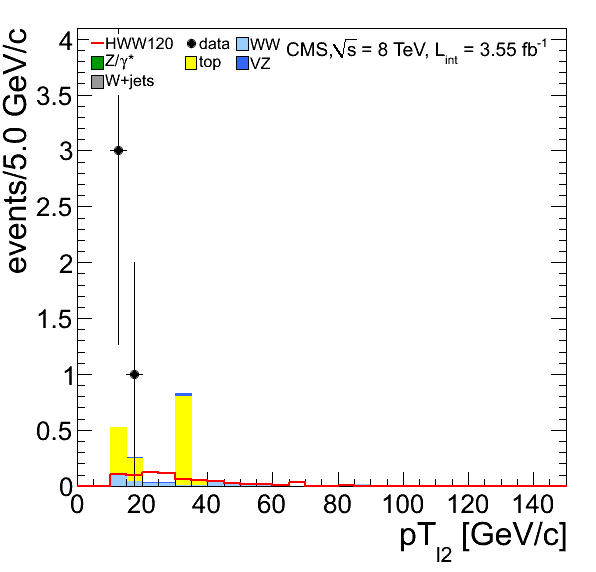 events/5.0 GeV/c
4
3.5
3
2.5
2
1.5
1
0.5
0
HWW120
data
WW
Z/γ*
top
VZ
W+jets
CMS,√s = 8 TeV, Lint = 3.55 fb-1
0 20 40 60 80 100 120 140
pTl2 [GeV/c]